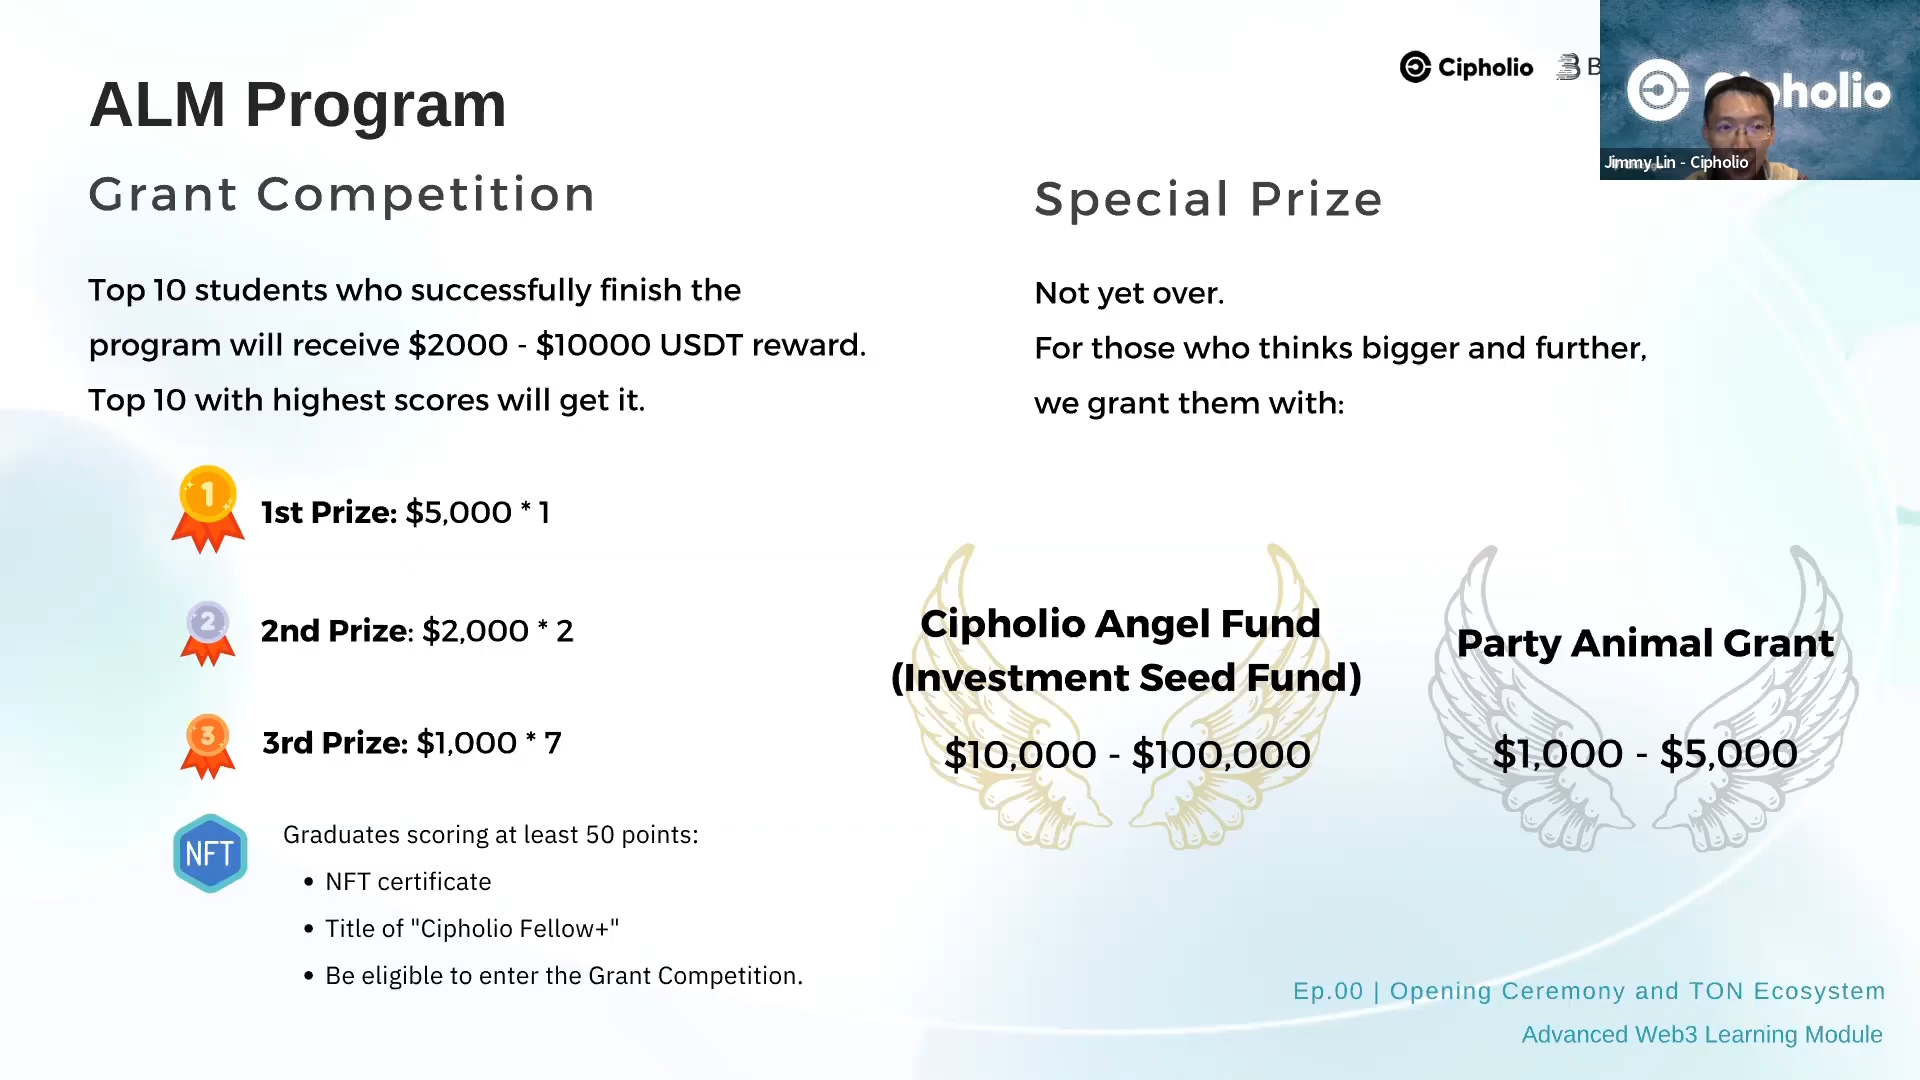 ALM Program
Cipholio
B
Cipholio
Jimmy Lin - Cipholio
Grant Competition
Top 10 students who successfully finish the
program will receive $2000 - $10000 USDT reward.
Top 10 with highest scores will get it.
1
1st Prize: $5,000 * 1
2
2nd Prize: $2,000 * 2
3
3rd Prize: $1,000 * 7
NFT
Graduates scoring at least 50 points:
• NFT certificate
• Title of "Cipholio Fellow+"
• Be eligible to enter the Grant Competition.
Special Prize
Not yet over.
For those who thinks bigger and further,
we grant them with:
Cipholio Angel Fund
(Investment Seed Fund)
$10,000 - $100,000
Party Animal Grant
$1,000 - $5,000
Ep.00 | Opening Ceremony and TON Ecosystem
Advanced Web3 Learning Module